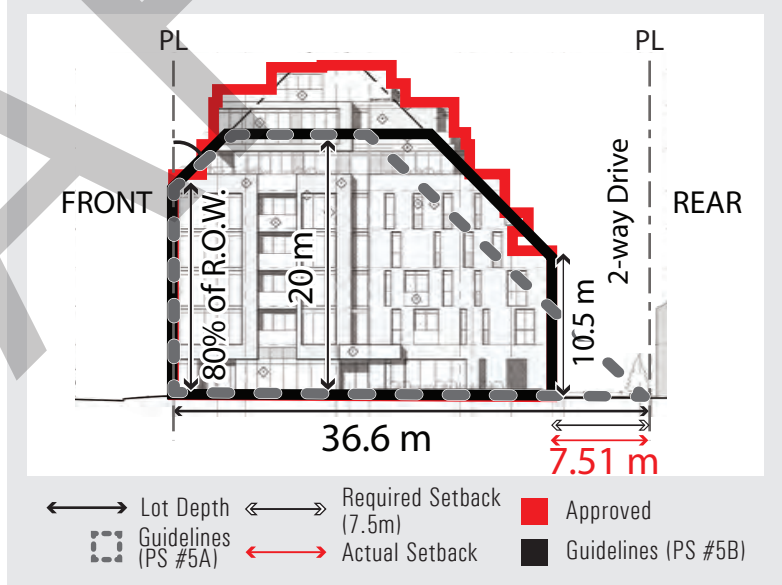 PL
PL
FRONT
80% of R.O.W.
20 m
10.5 m
2-way Drive
REAR
36.6 m
7.51 m
Lot Depth
Required Setback
(7.5m)
Approved
Guidelines
(PS #5A)
Actual Setback
Guidelines (PS #5B)